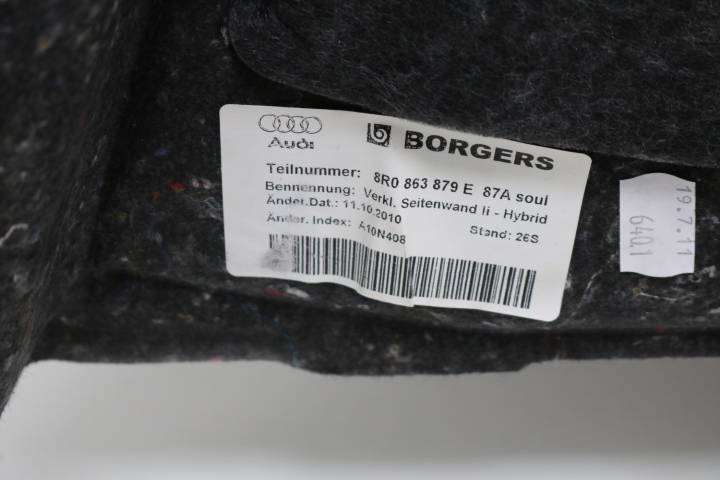 Audi BORGERS
Teilnummer: 8R0 863 879 E 87A soul
Bennennung: Verkl. Seitenwand li - Hybrid
Änder.Dat.: 11.10.2010 Stand: 26S
Änder. Index: A10N408
19.7.11
6401